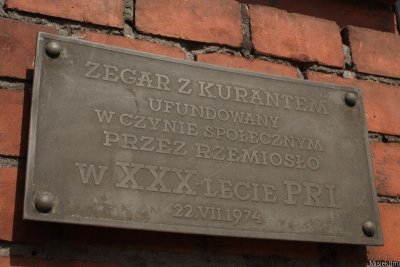 ZEGAR Z KURANTEM
UFUNDOWANY
W CZYNIE SPOŁECZNYM
PRZEZ RZEMIOSŁO
W XXX-LECIE PRL
22.VII.1974